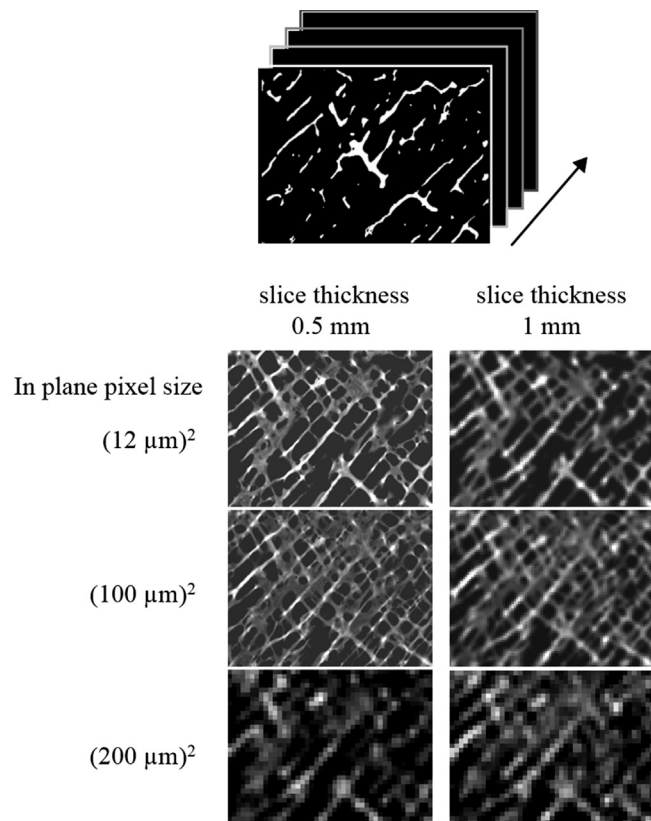 slice thickness
0.5 mm
slice thickness
1 mm
In plane pixel size
(12 µm)²
(100 µm)²
(200 µm)²